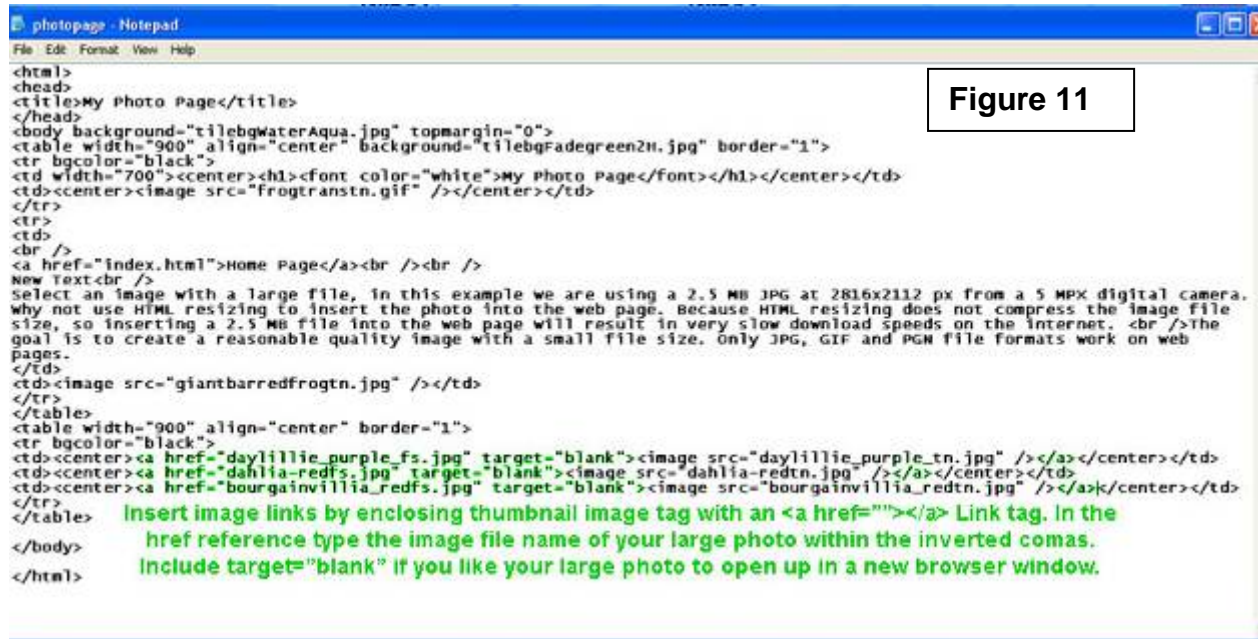 photopage - Notepad
File Edit Format View Help
Figure 11
<html>
<head>
<title>My Photo Page</title>
</head>
<body background="tilebgWaterAqua.jpg" topmargin="0">
<table width="900" align="center" background="tilebgFadegreen2H.jpg" border="1">
<tr bgcolor="black">
<td width="700"><center><h1><font color="white">My Photo Page</font></h1></center></td>
<td><center><image src="frogtranstn.gif" /></center></td>
</tr>
<tr>
<td>
<br />
<a href="index.html">Home Page</a><br /><br />
New Text<br />
Select an image with a large file, in this example we are using a 2.5 MB JPG at 2816x2112 px from a 5 MPX digital camera.
Why not use HTML resizing to insert the photo into the web page. Because HTML resizing does not compress the image file
size, so inserting a 2.5 MB file into the web page will result in very slow download speeds on the internet. <br />The
goal is to create a reasonable quality image with a small file size. Only JPG, GIF and PGN file formats work on web
pages.
</td>
<td><image src="giantbarredfrogtn.jpg" /></td>
</tr>
</table>
<table width="900" align="center" border="1">
<tr bgcolor="black">
<td><center><a href="daylillie_purple_fs.jpg" target="blank"><image src="daylillie_purple_tn.jpg" /></a></center></td>
<td><center><a href="dahlia-redfs.jpg" target="blank"><image src="dahlia-redtn.jpg" /></a></center></td>
<td><center><a href="bourgainvillia_redfs.jpg" target="blank"><image src="bourgainvillia_redtn.jpg" /></a></center></td>
</tr>
</table>
Insert image links by enclosing thumbnail image tag with an <a href=""></a> Link tag. In the
href reference type the image file name of your large photo within the inverted comas.
Include target="blank" if you like your large photo to open up in a new browser window.
</body>
</html>